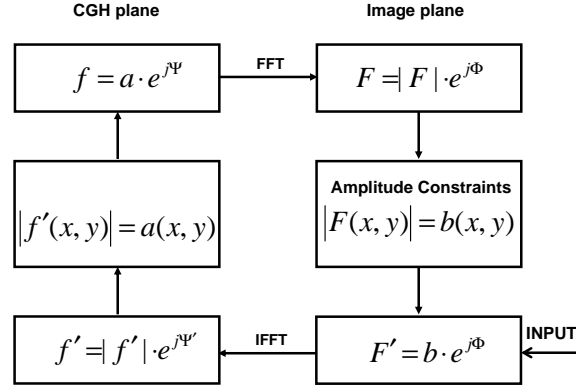 CGH plane
Image plane
f = a · e^{jΨ}
FFT
F = | F | · e^{jΦ}
|f′(x, y)| = a(x, y)
Amplitude Constraints
|F(x, y)| = b(x, y)
f′ = | f′ | · e^{jΨ′}
IFFT
F′ = b · e^{jΦ}
INPUT